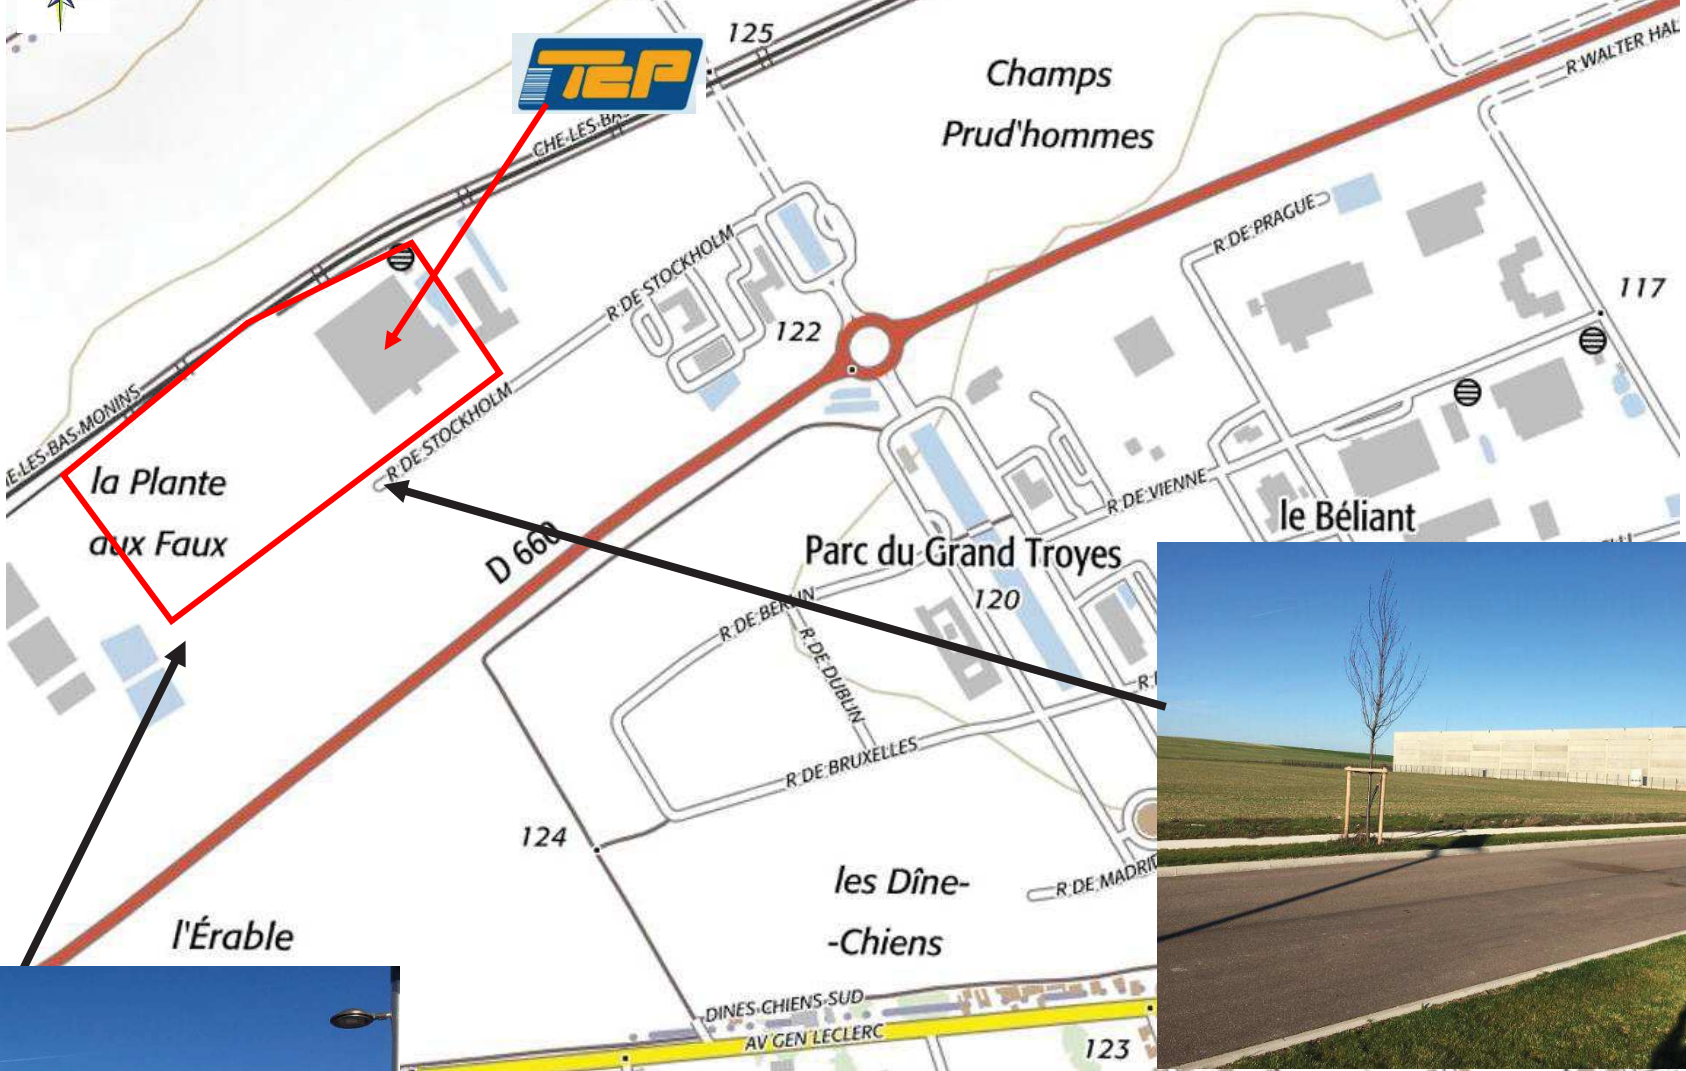 125
TCP
Champs
Prud'hommes
R WALTER HAL
CHE-LES-BA
R DE STOCKHOLM
R DE PRAGUE
117
122
E-LES-BAS-MONINS
R DE STOCKHOLM
la Plante
aux Faux
D 660
R DE VIENNE
le Béliant
Parc du Grand Troyes
120
R DE BERLIN
R DE DUBLIN
R DE BRUXELLES
124
les Dîne-
-Chiens
R DE MADRI
l'Érable
DINES CHIENS SUD
AV GEN LECLERC
123